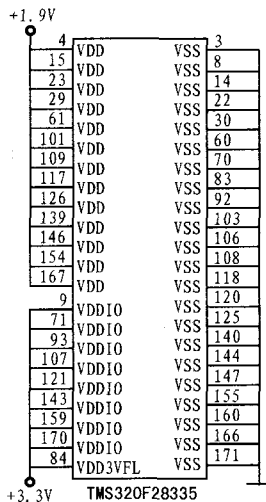 +1.9V
4 VDD VSS 3
15 VDD VSS 8
23 VDD VSS 14
29 VDD VSS 22
61 VDD VSS 30
101 VDD VSS 60
109 VDD VSS 70
117 VDD VSS 83
126 VDD VSS 92
139 VDD VSS 103
146 VDD VSS 106
154 VDD VSS 108
167 VDD VSS 118
9 VDDIO VSS 120
71 VDDIO VSS 125
93 VDDIO VSS 140
107 VDDIO VSS 144
121 VDDIO VSS 147
143 VDDIO VSS 155
159 VDDIO VSS 160
170 VDDIO VSS 166
84 VDD3VFL VSS 171
+3.3V TMS320F28335